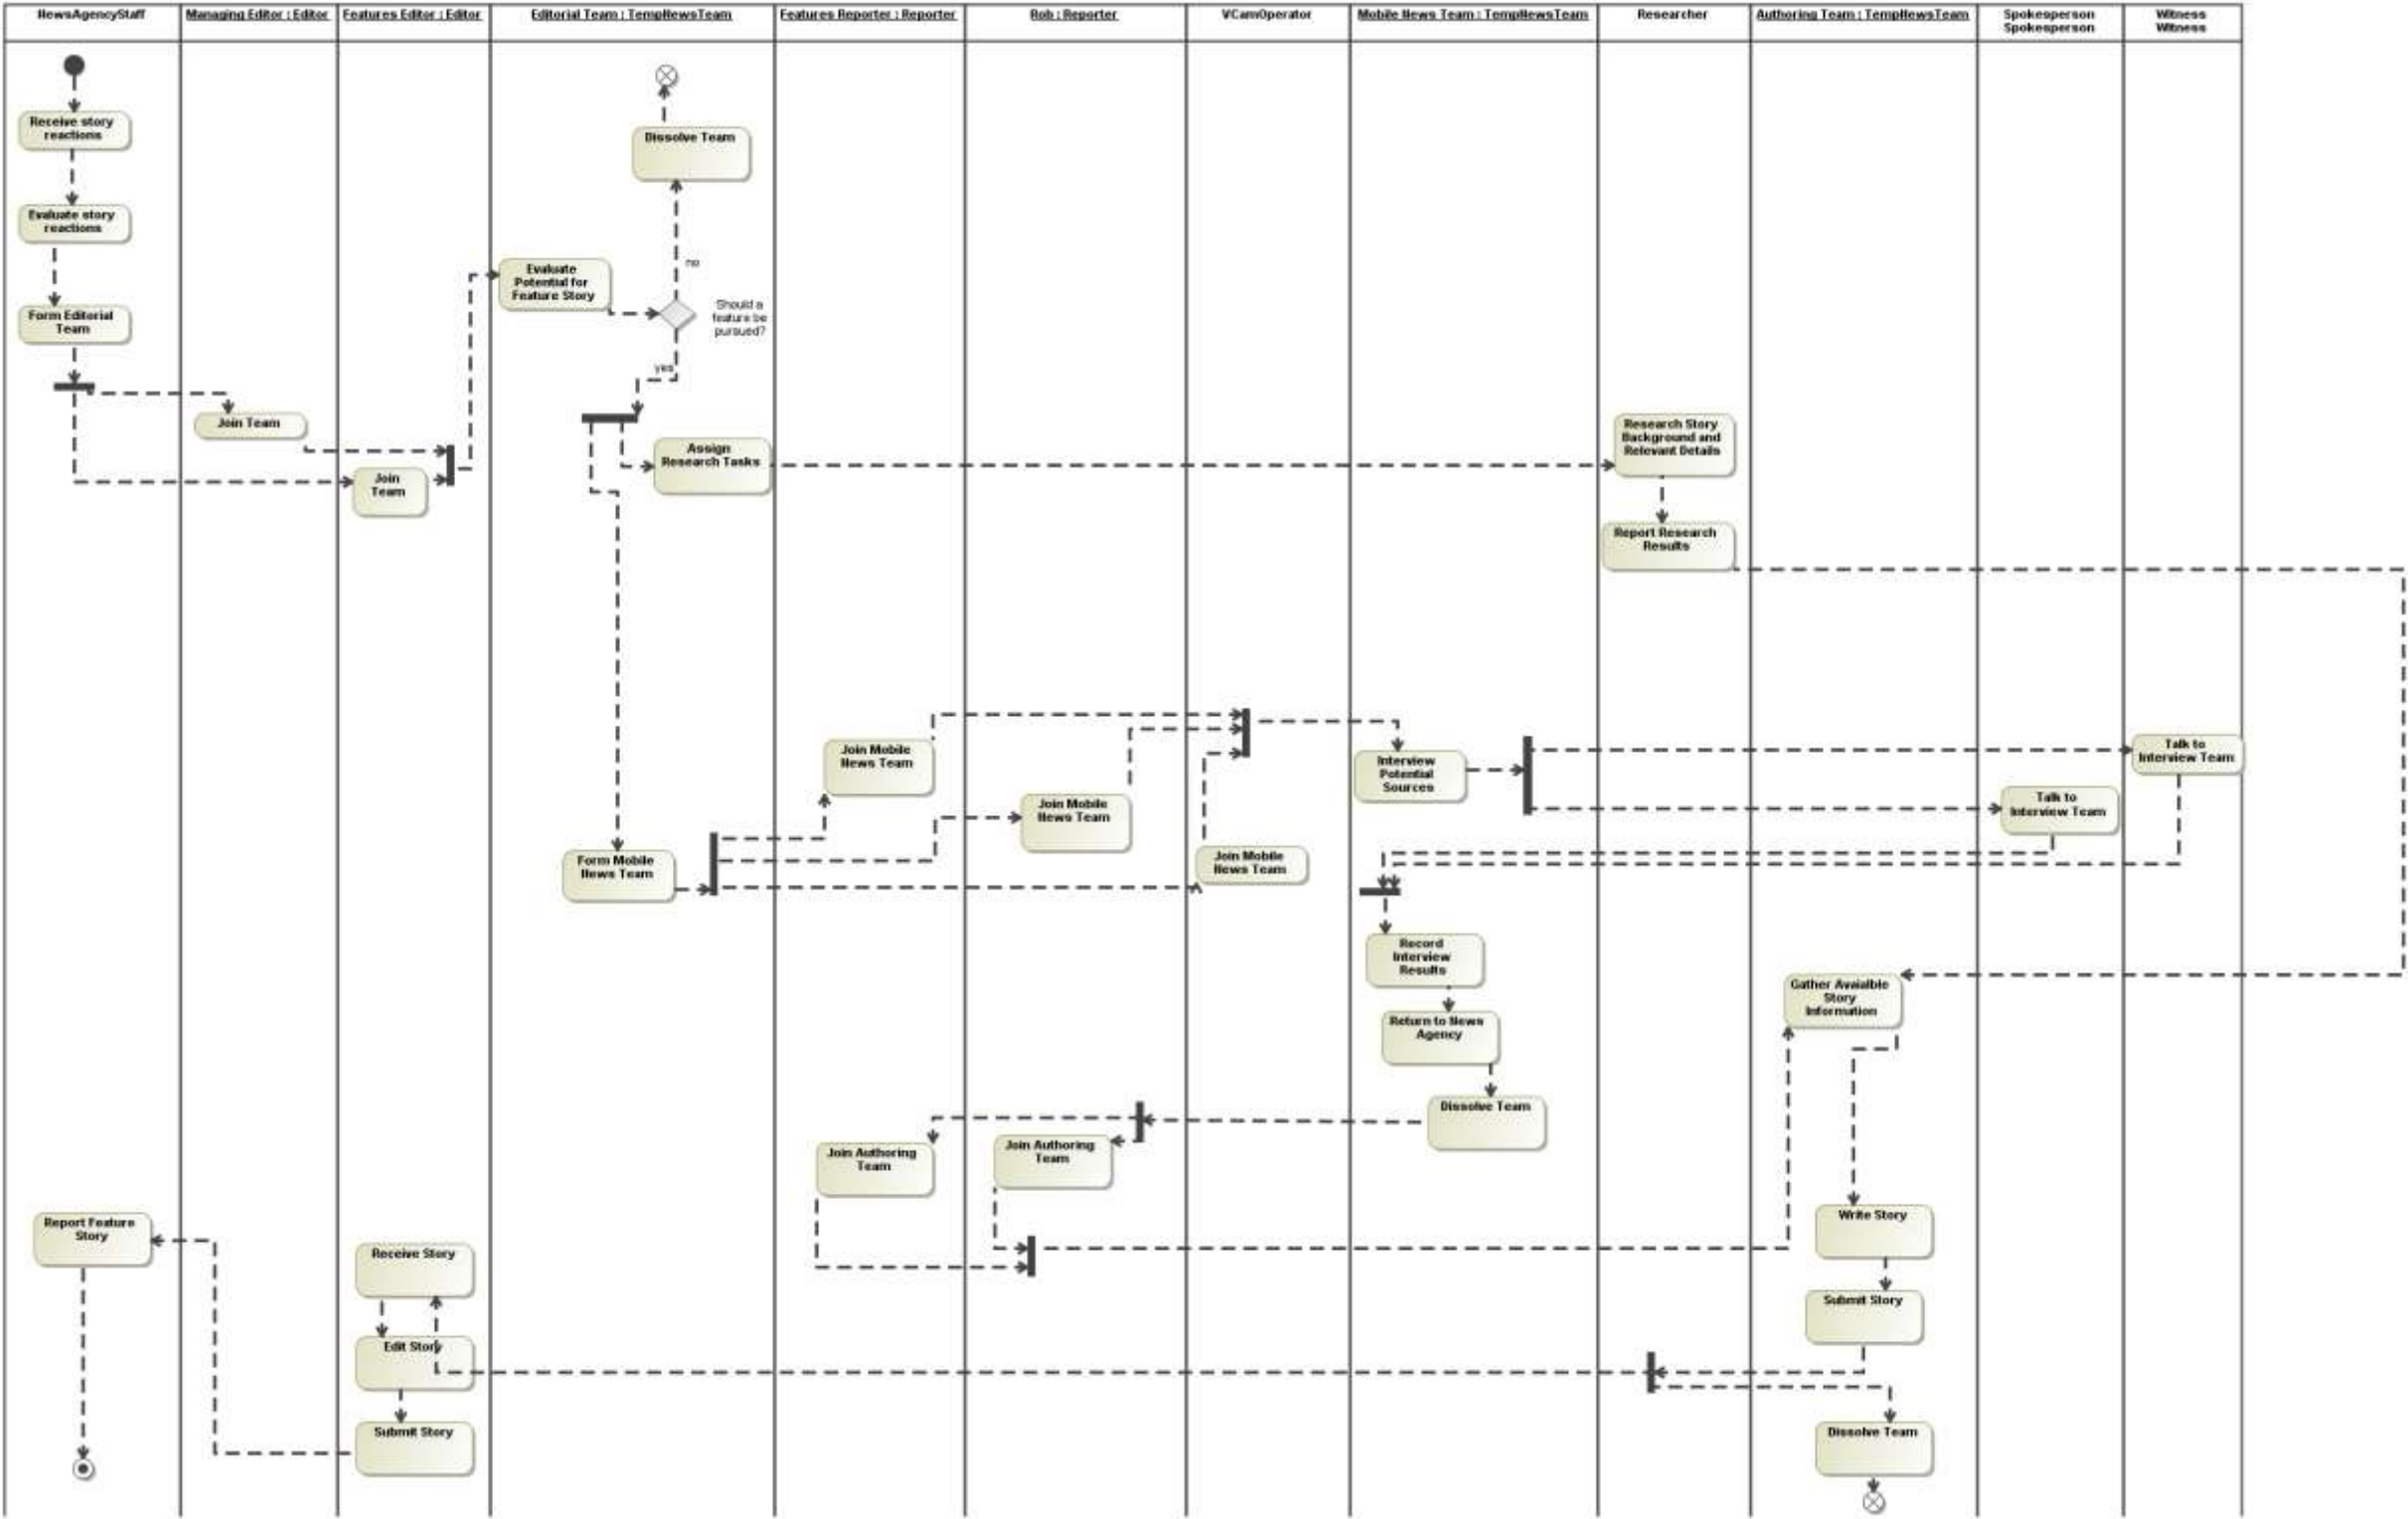 NewsAgencyStaff
Managing Editor : Editor
Features Editor : Editor
Editorial Team : TempNewsTeam
Features Reporter : Reporter
Rob : Reporter
VCamOperator
Mobile News Team : TempNewsTeam
Researcher
Authoring Team : TempNewsTeam
Spokesperson
Spokesperson
Witness
Witness
Receive story
reactions
Dissolve Team
Evaluate story
reactions
no
Evaluate
Potential for
Feature Story
Should a
feature be
pursued?
Form Editorial
Team
yes
Join Team
Join
Team
Assign
Research Tasks
Research Story
Background and
Relevant Details
Report Research
Results
Join Mobile
News Team
Join Mobile
News Team
Join Mobile
News Team
Form Mobile
News Team
Interview
Potential
Sources
Talk to
Interview Team
Talk to
Interview Team
Record
Interview
Results
Return to News
Agency
Gather Avaialble
Story
Information
Dissolve Team
Join Authoring
Team
Join Authoring
Team
Report Feature
Story
Receive Story
Write Story
Submit Story
Edit Story
Submit Story
Dissolve Team